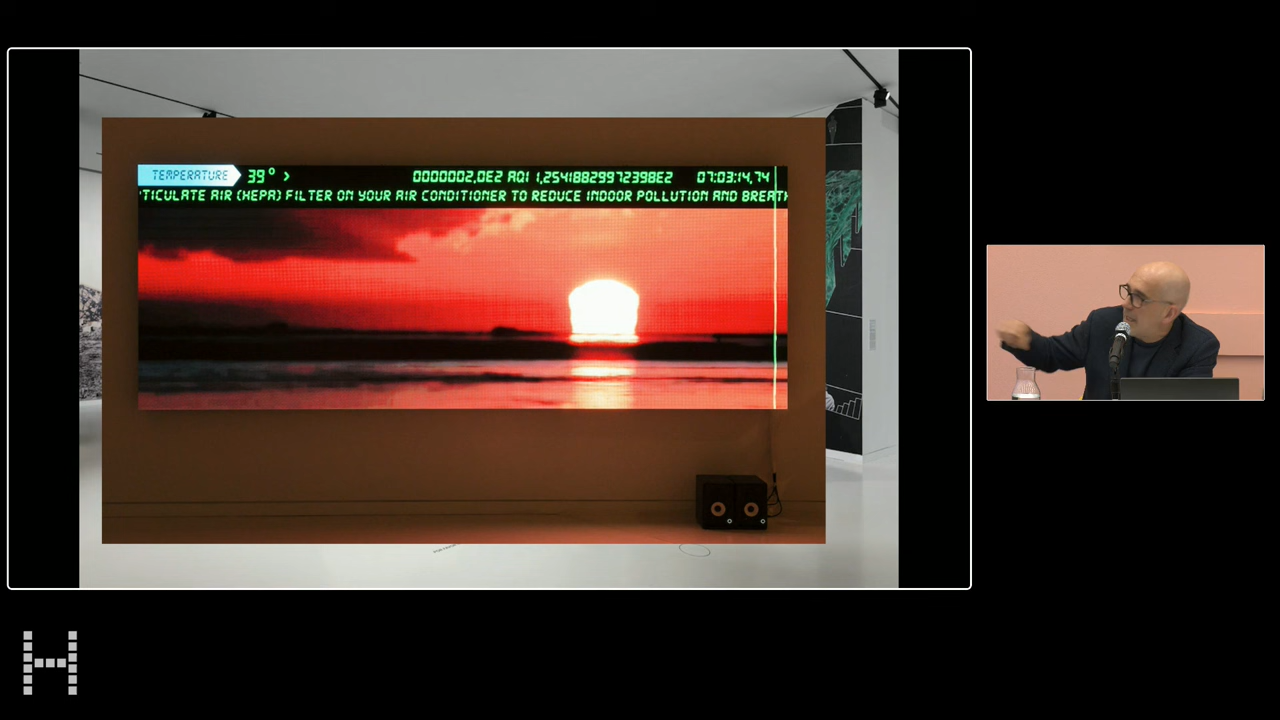 TEMPERATURE 39° > 0000002,0E2 AQI 1,25418829972398E2 07:03:14,74
TICULATE AIR (HEPA) FILTER ON YOUR AIR CONDITIONER TO REDUCE INDOOR POLLUTION AND BREATH
H